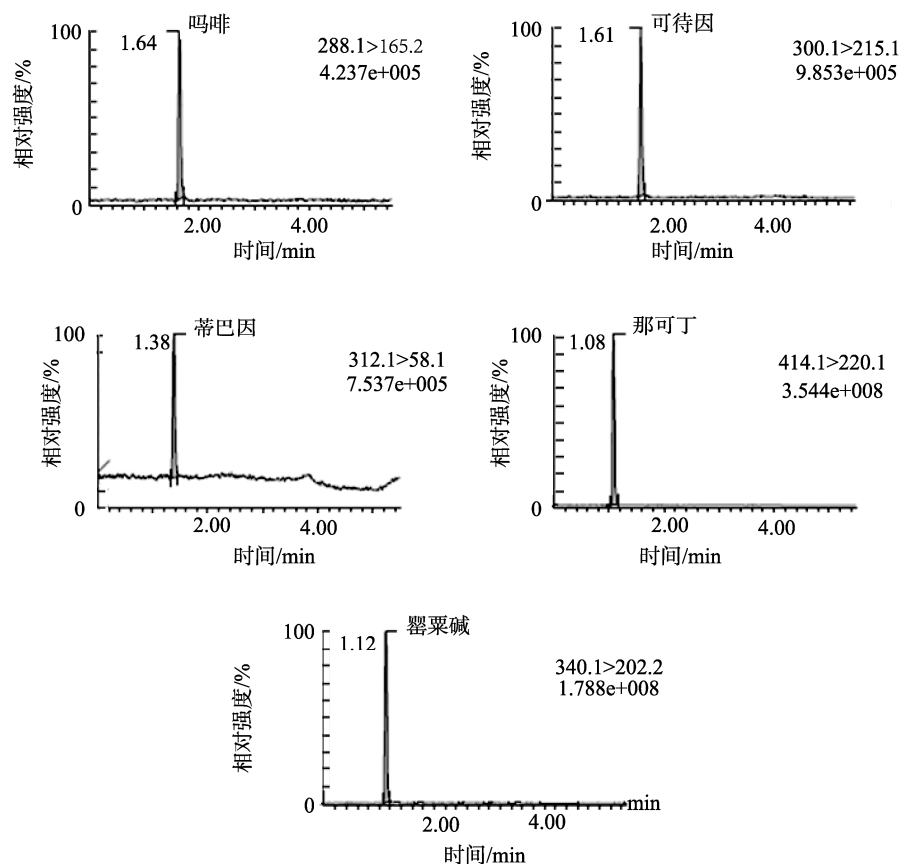 吗啡
100
1.64
288.1>165.2
4.237e+005
相对强度/%
0
2.00
4.00
时间/min
可待因
100
1.61
300.1>215.1
9.853e+005
相对强度/%
0
2.00
4.00
时间/min
蒂巴因
100
1.38
312.1>58.1
7.537e+005
相对强度/%
0
2.00
4.00
时间/min
那可丁
100
1.08
414.1>220.1
3.544e+008
相对强度/%
0
2.00
4.00
时间/min
罂粟碱
100
1.12
340.1>202.2
1.788e+008
相对强度/%
0
min
2.00
4.00
时间/min